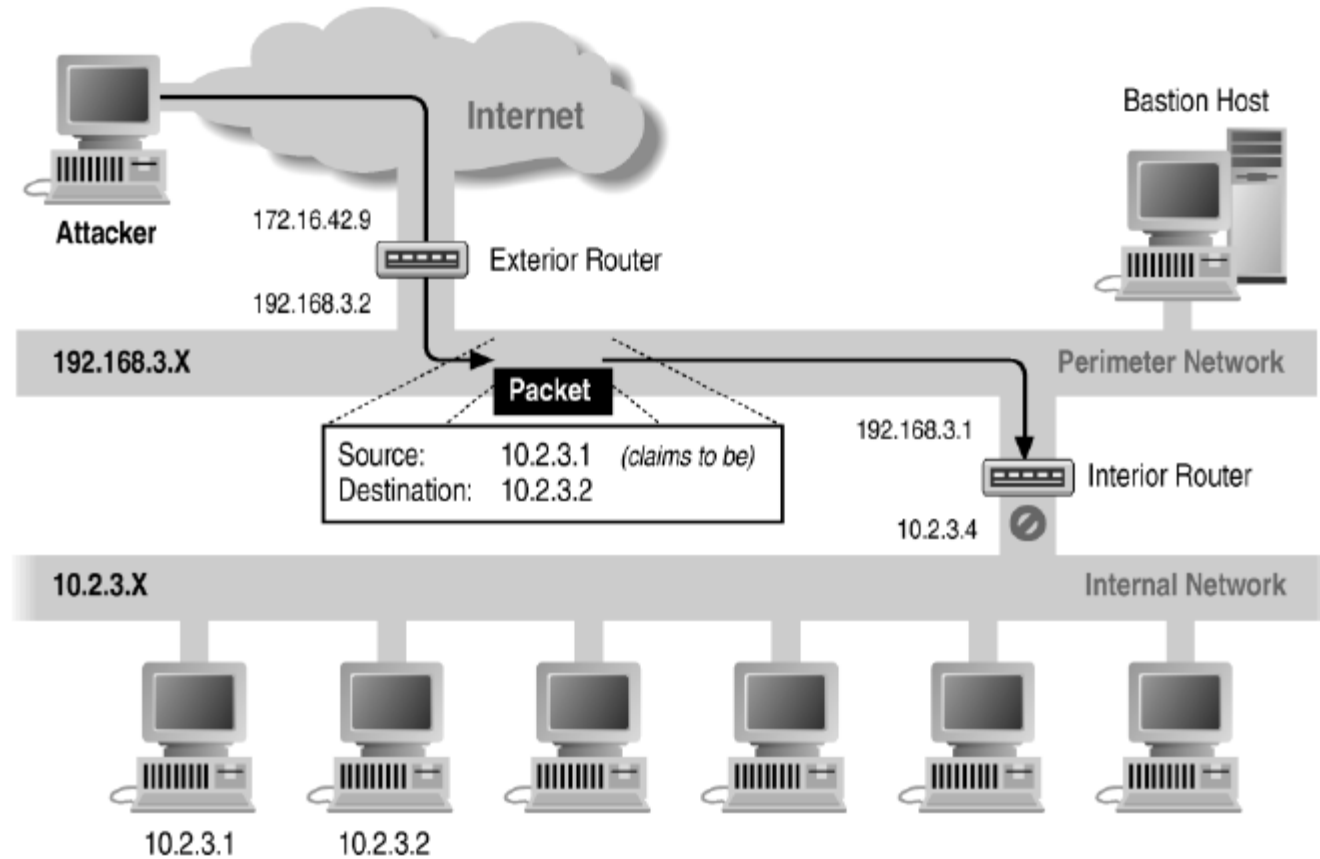 Internet
Bastion Host
Attacker
172.16.42.9
Exterior Router
192.168.3.2
192.168.3.X
Perimeter Network
Packet
Source: 10.2.3.1 (claims to be)
Destination: 10.2.3.2
192.168.3.1
Interior Router
10.2.3.4
10.2.3.X
Internal Network
10.2.3.1
10.2.3.2